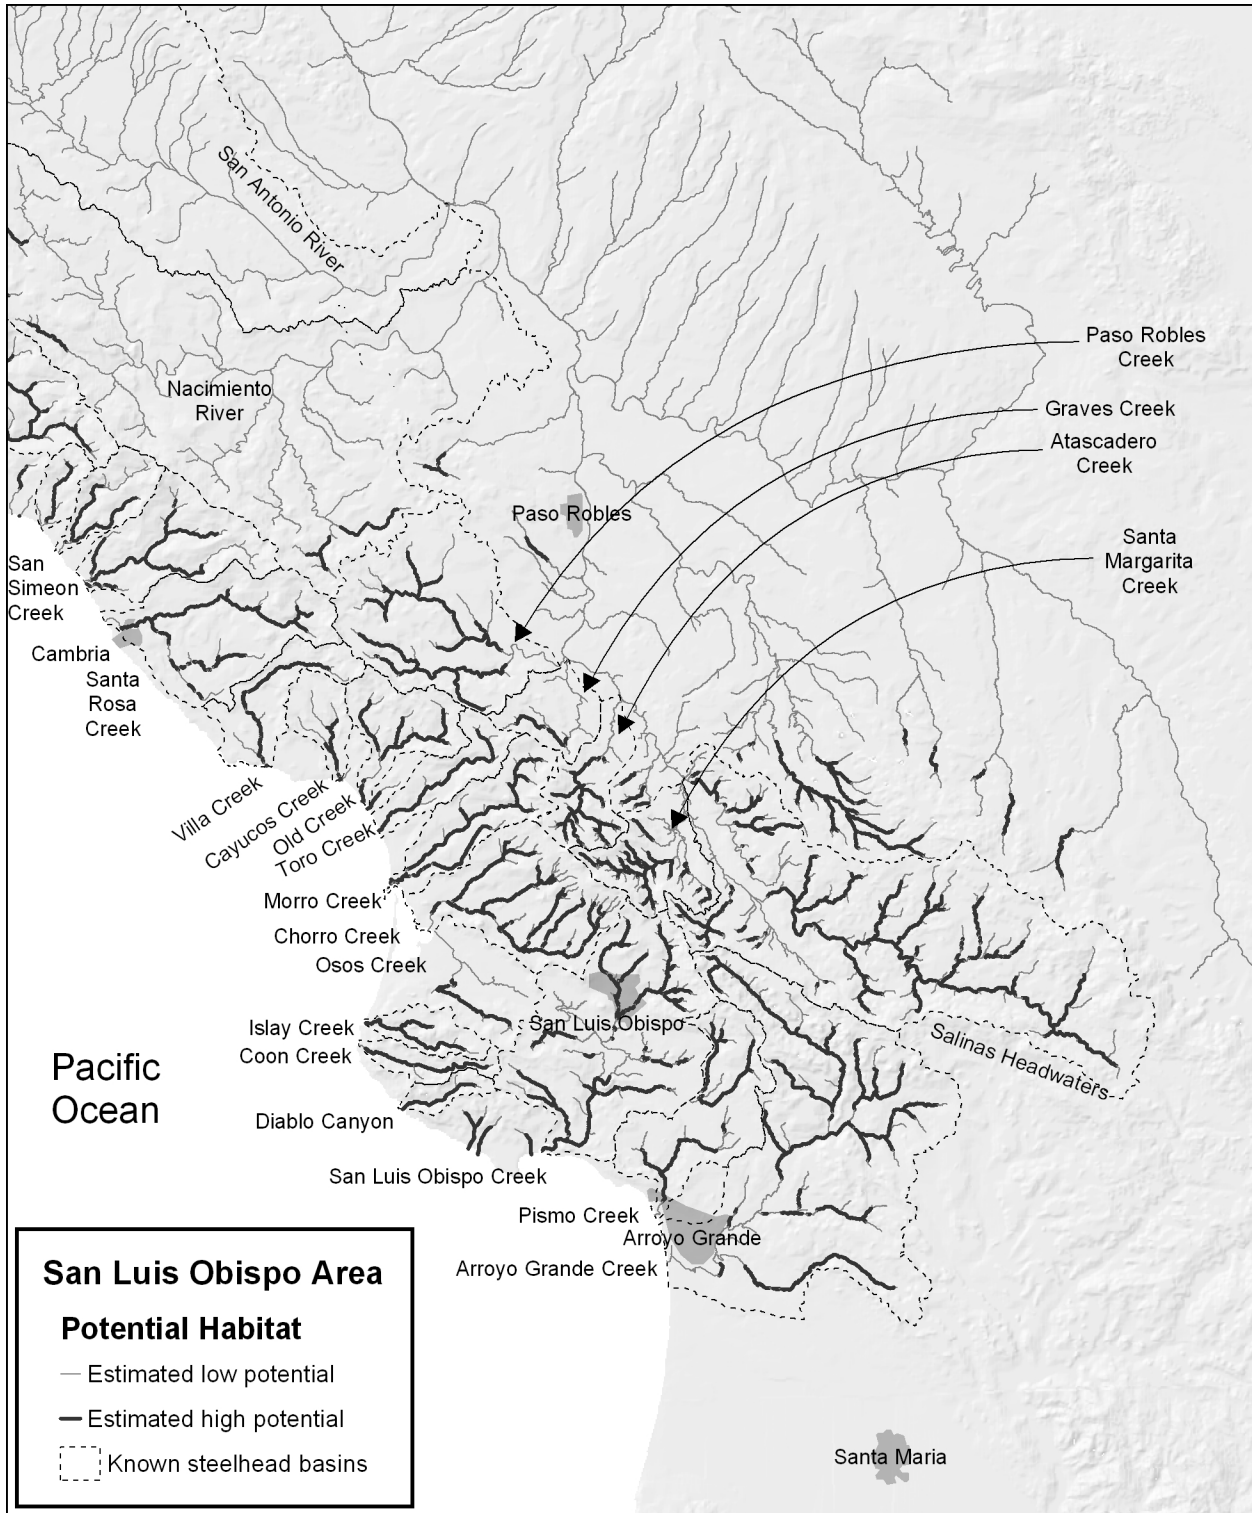 San Antonio River
Paso Robles
Creek
Nacimiento
River
Graves Creek
Atascadero
Creek
Paso Robles
Santa
Margarita
Creek
San
Simeon
Creek
Cambria
Santa
Rosa
Creek
Villa Creek
Cayucos Creek
Old Creek
Toro Creek
Morro Creek
Chorro Creek
Osos Creek
Islay Creek
San Luis Obispo
Coon Creek
Salinas Headwaters
Pacific
Ocean
Diablo Canyon
San Luis Obispo Creek
Pismo Creek
Arroyo Grande
Arroyo Grande Creek
San Luis Obispo Area
Potential Habitat
Estimated low potential
Estimated high potential
Known steelhead basins
Santa Maria